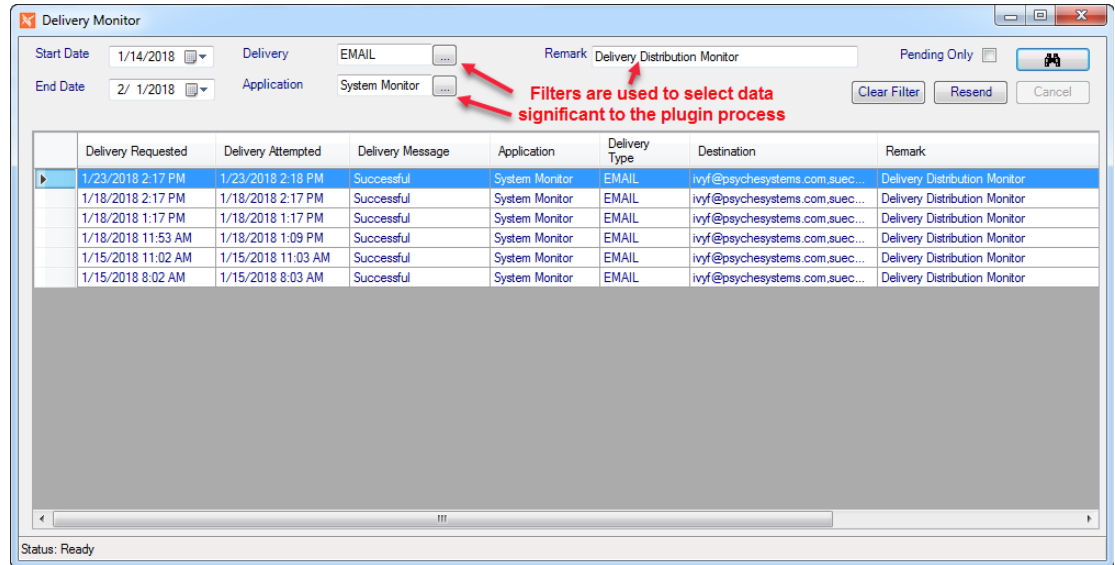 Delivery Monitor
Start Date 1/14/2018 Delivery EMAIL ... Remark Delivery Distribution Monitor Pending Only
End Date 2/ 1/2018 Application System Monitor ... Clear Filter Resend Cancel
Filters are used to select data
significant to the plugin process
Delivery Requested Delivery Attempted Delivery Message Application Delivery Type Destination Remark
1/23/2018 2:17 PM 1/23/2018 2:18 PM Successful System Monitor EMAIL ivyf@psychesystems.com,suec... Delivery Distribution Monitor
1/18/2018 2:17 PM 1/18/2018 2:17 PM Successful System Monitor EMAIL ivyf@psychesystems.com,suec... Delivery Distribution Monitor
1/18/2018 1:17 PM 1/18/2018 1:17 PM Successful System Monitor EMAIL ivyf@psychesystems.com,suec... Delivery Distribution Monitor
1/18/2018 11:53 AM 1/18/2018 1:09 PM Successful System Monitor EMAIL ivyf@psychesystems.com,suec... Delivery Distribution Monitor
1/15/2018 11:02 AM 1/15/2018 11:03 AM Successful System Monitor EMAIL ivyf@psychesystems.com,suec... Delivery Distribution Monitor
1/15/2018 8:02 AM 1/15/2018 8:03 AM Successful System Monitor EMAIL ivyf@psychesystems.com,suec... Delivery Distribution Monitor
Status: Ready